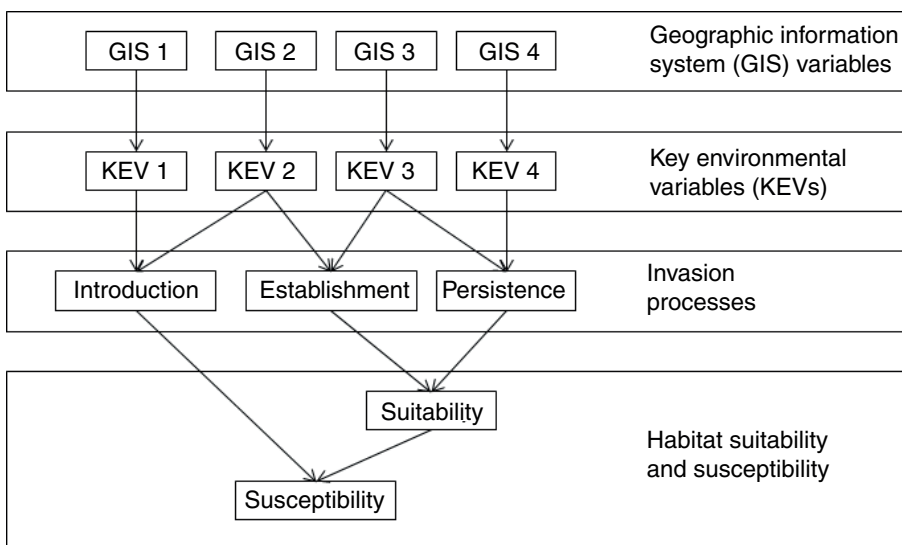 GIS 1
GIS 2
GIS 3
GIS 4
Geographic information
system (GIS) variables
KEV 1
KEV 2
KEV 3
KEV 4
Key environmental
variables (KEVs)
Introduction
Establishment
Persistence
Invasion
processes
Suitability
Susceptibility
Habitat suitability
and susceptibility